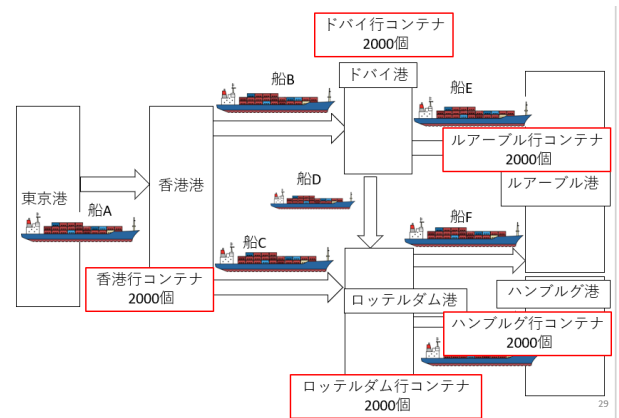 ドバイ行コンテナ
2000個
船B
ドバイ港
船E
ルアーブル行コンテナ
2000個
東京港
香港港
ルアーブル港
船A
船D
船C
船F
香港行コンテナ
2000個
ロッテルダム港
ハンブルグ港
ハンブルグ行コンテナ
2000個
ロッテルダム行コンテナ
2000個
29